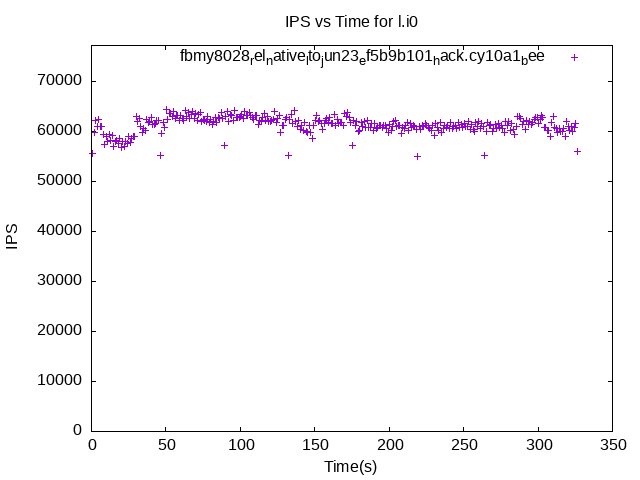 IPS vs Time for l.i0
fbmy8028relnativeltojun23ef5b9b101hack.cy10a1bee
70000
60000
50000
40000
30000
20000
10000
0
IPS
0 50 100 150 200 250 300 350
Time(s)